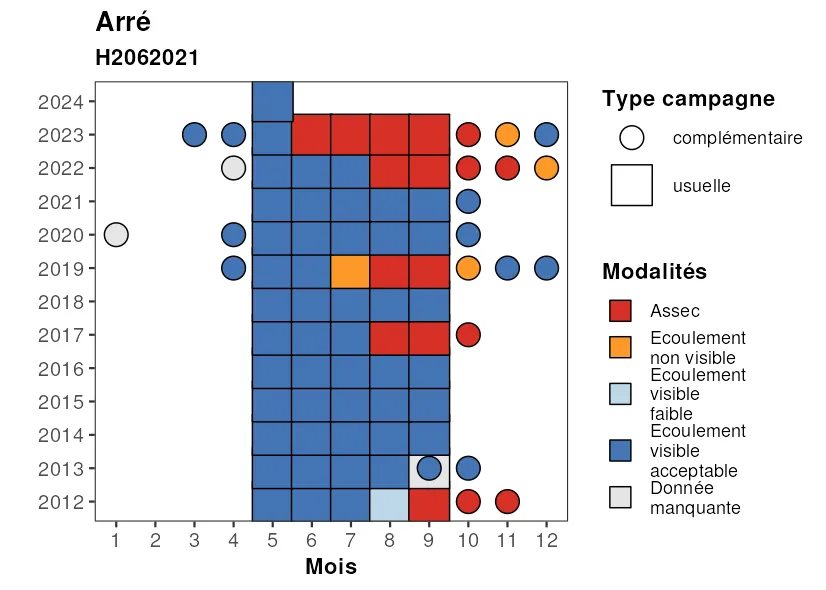 Arré
H2062021
2024
2023
2022
2021
2020
2019
2018
2017
2016
2015
2014
2013
2012
1 2 3 4 5 6 7 8 9 10 11 12
Mois
Type campagne
complémentaire
usuelle
Modalités
Assec
Ecoulement
non visible
Ecoulement
visible
faible
Ecoulement
visible
acceptable
Donnée
manquante